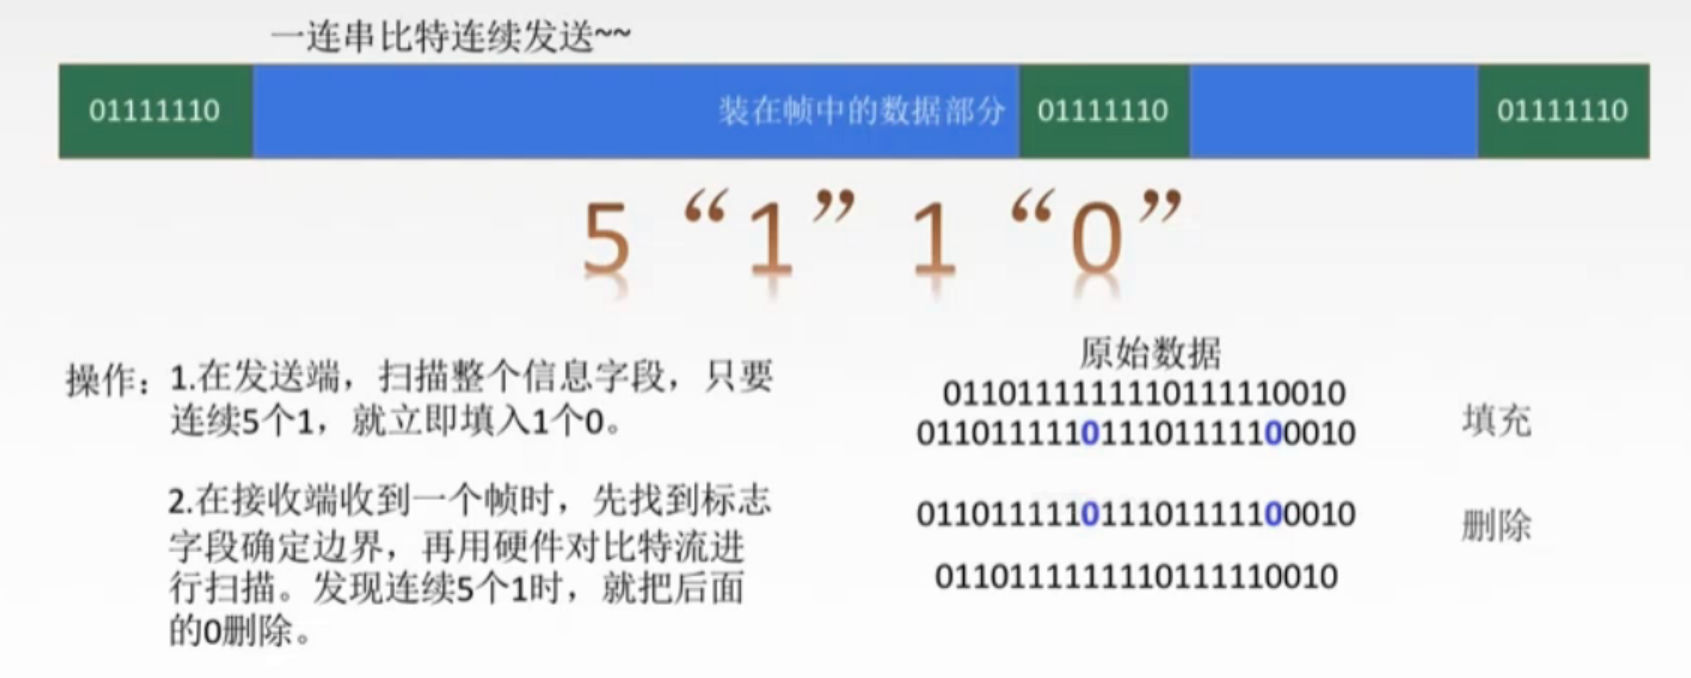 一连串比特连续发送~~
01111110 装在帧中的数据部分 01111110 01111110
5 “1” 1 “0”
操作：1.在发送端，扫描整个信息字段，只要
连续5个1，就立即填入1个0。
2.在接收端收到一个帧时，先找到标志
字段确定边界，再用硬件对比特流进
行扫描。发现连续5个1时，就把后面
的0删除。
原始数据
0110111111110111110010
011011111011101111100010
填充
011011111011101111100010
删除
0110111111110111110010